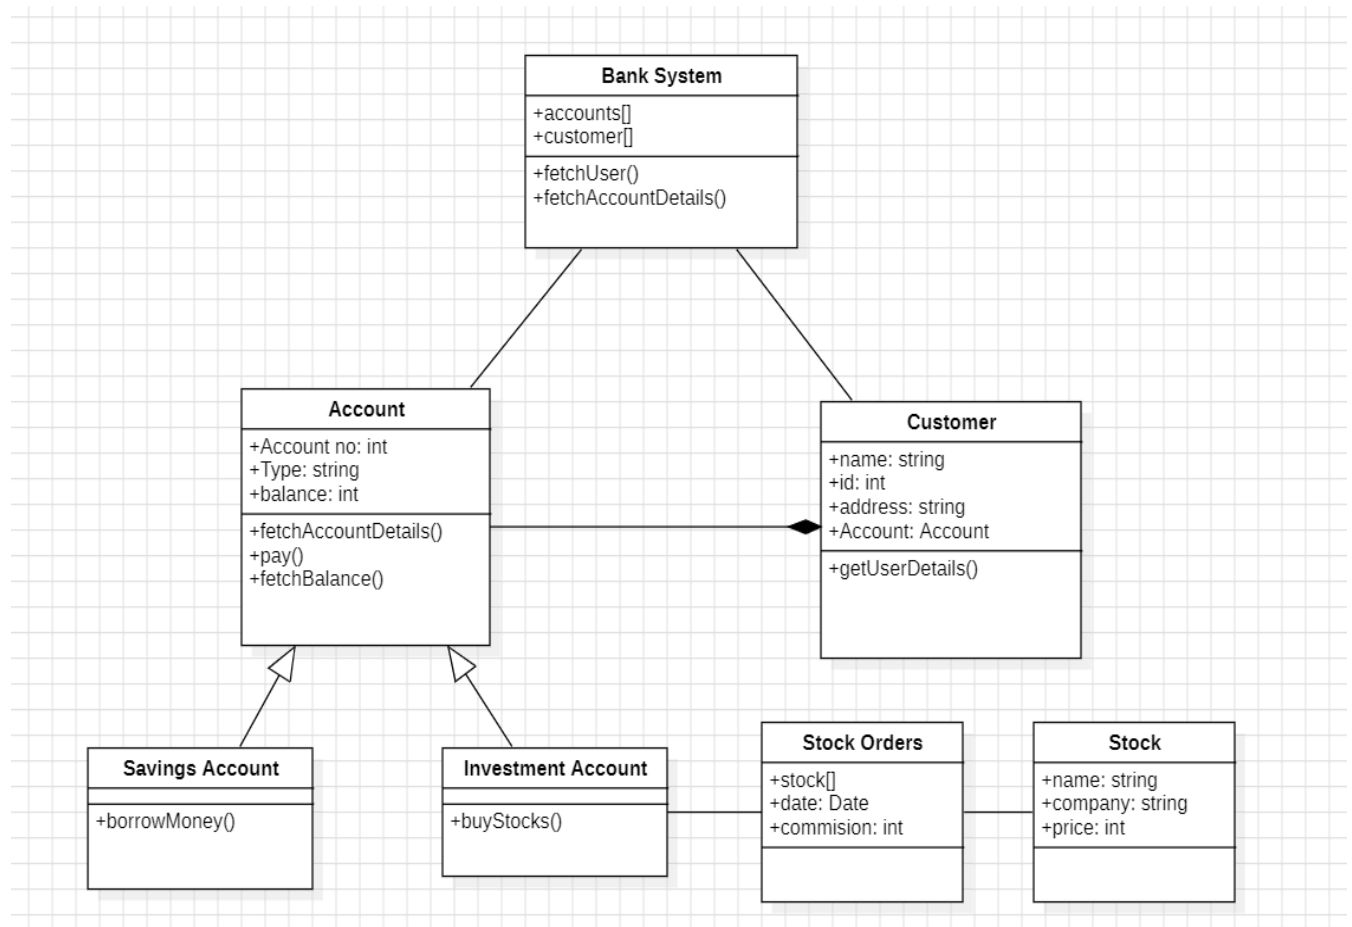 Bank System
+accounts[]
+customer[]
+fetchUser()
+fetchAccountDetails()
Account
+Account no: int
+Type: string
+balance: int
+fetchAccountDetails()
+pay()
+fetchBalance()
Customer
+name: string
+id: int
+address: string
+Account: Account
+getUserDetails()
Savings Account
+borrowMoney()
Investment Account
+buyStocks()
Stock Orders
+stock[]
+date: Date
+commision: int
Stock
+name: string
+company: string
+price: int